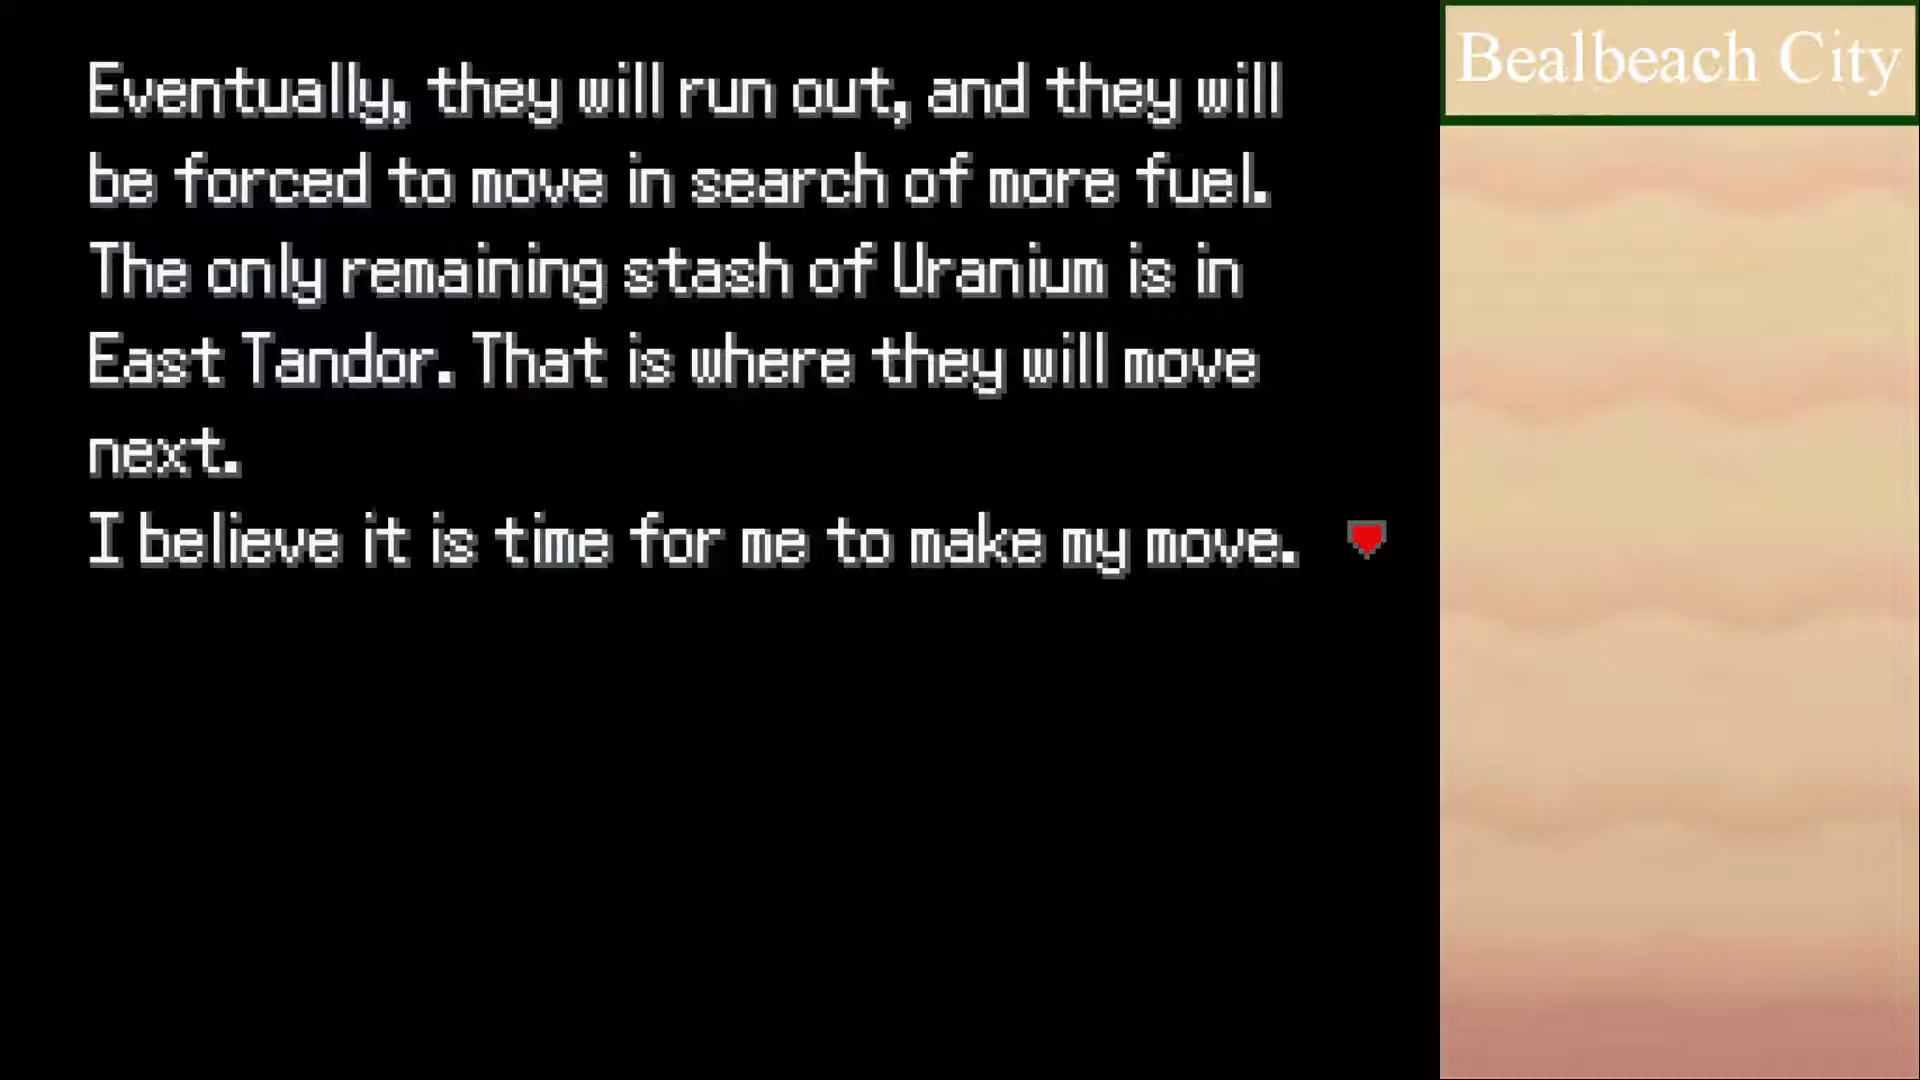 Eventually, they will run out, and they will
be forced to move in search of more fuel.
The only remaining stash of Uranium is in
East Tandor. That is where they will move
next.
I believe it is time for me to make my move.
Bealbeach City